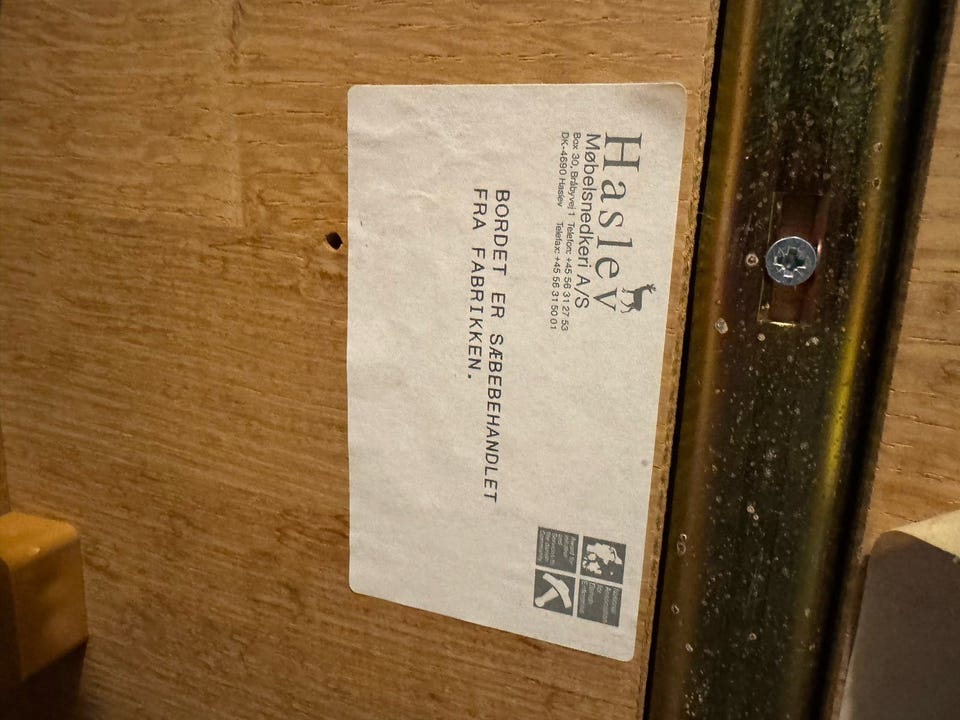 Haslev
Møbelsnedkeri A/S
Box 30, Bråbyvej 1 Telefon: +45 56 31 27 53
DK-4690 Haslev Telefax: +45 56 31 50 01
BORDET ER SÆBEBEHANDLET
FRA FABRIKKEN.